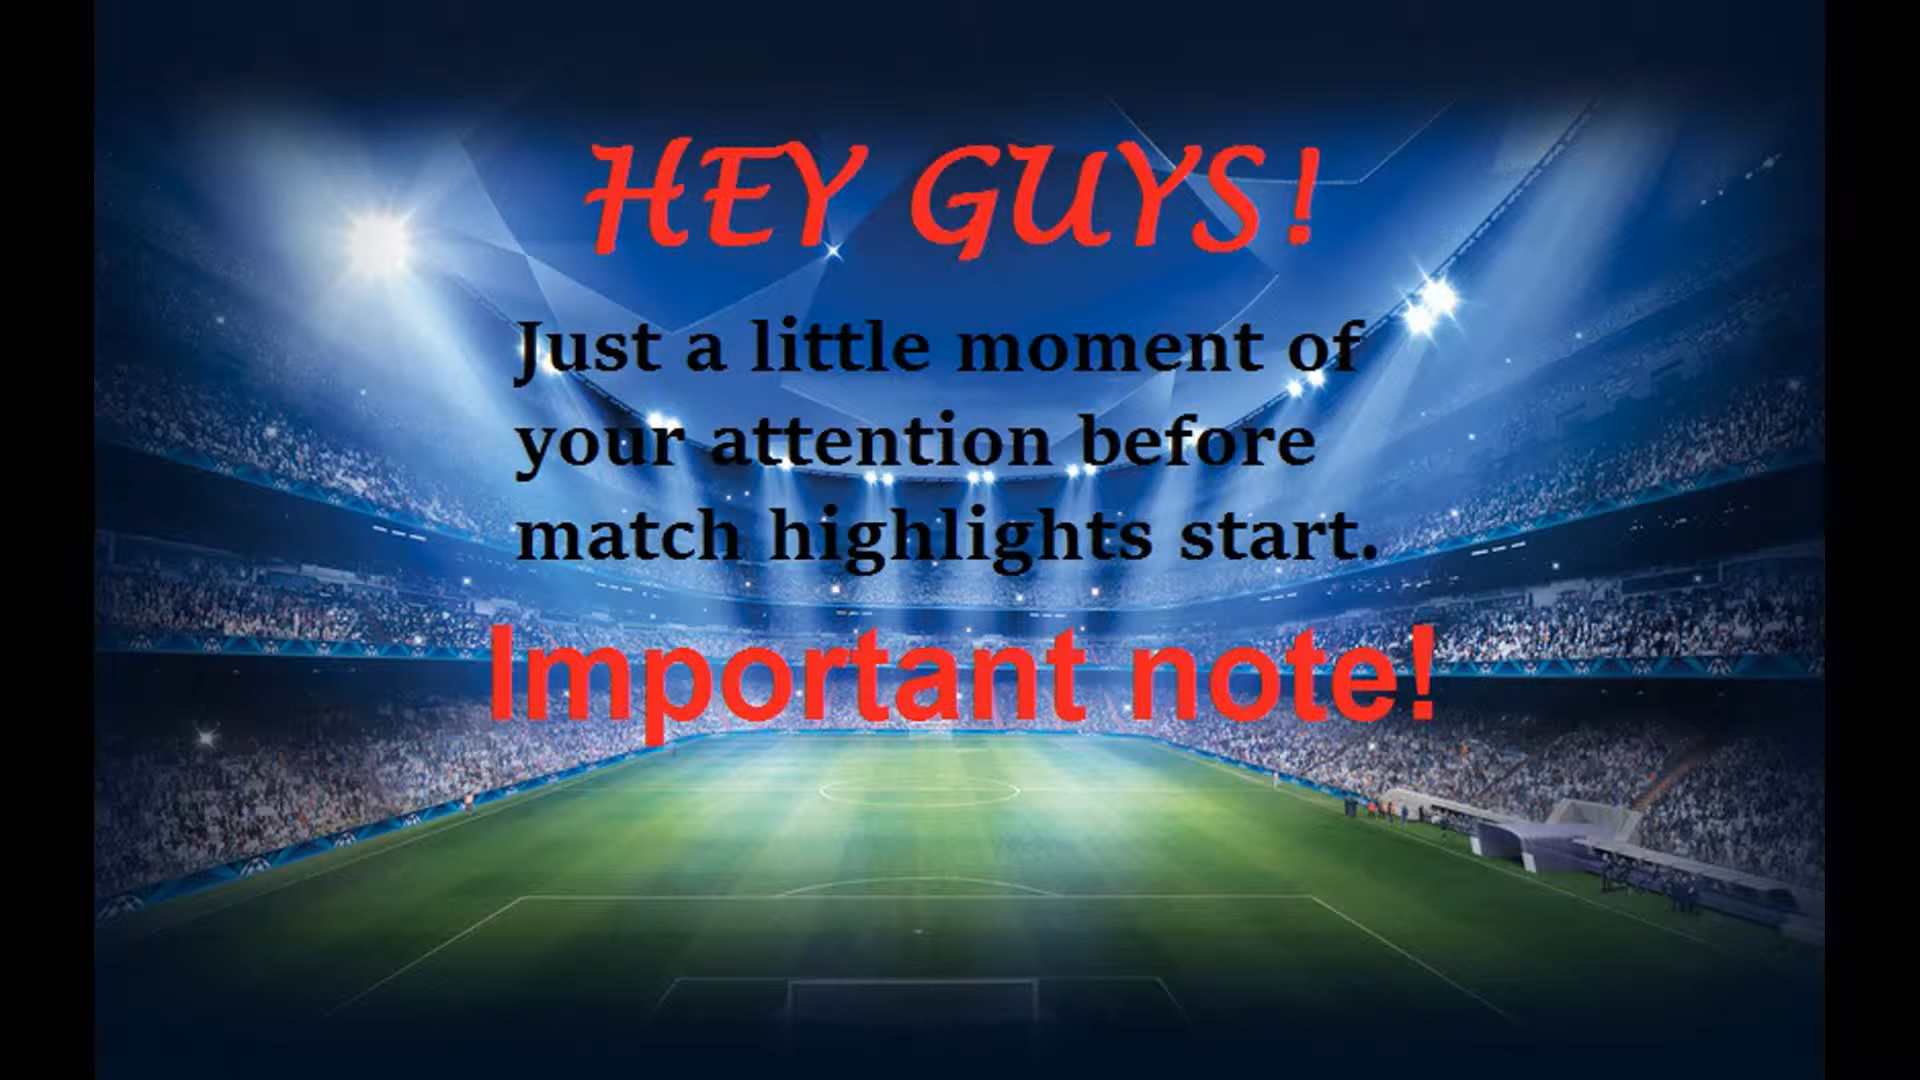 HEY GUYS!
Just a little moment of
your attention before
match highlights start.
Important note!